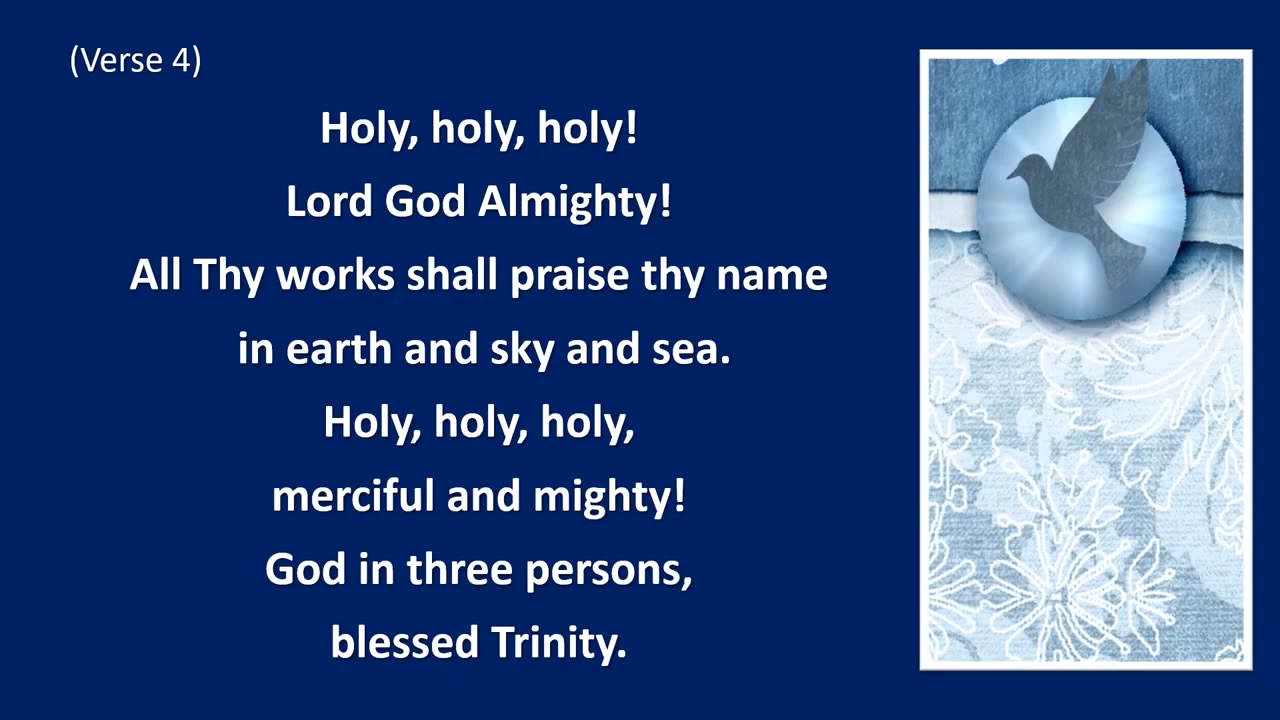 (Verse 4)
Holy, holy, holy!
Lord God Almighty!
All Thy works shall praise thy name
in earth and sky and sea.
Holy, holy, holy,
merciful and mighty!
God in three persons,
blessed Trinity.